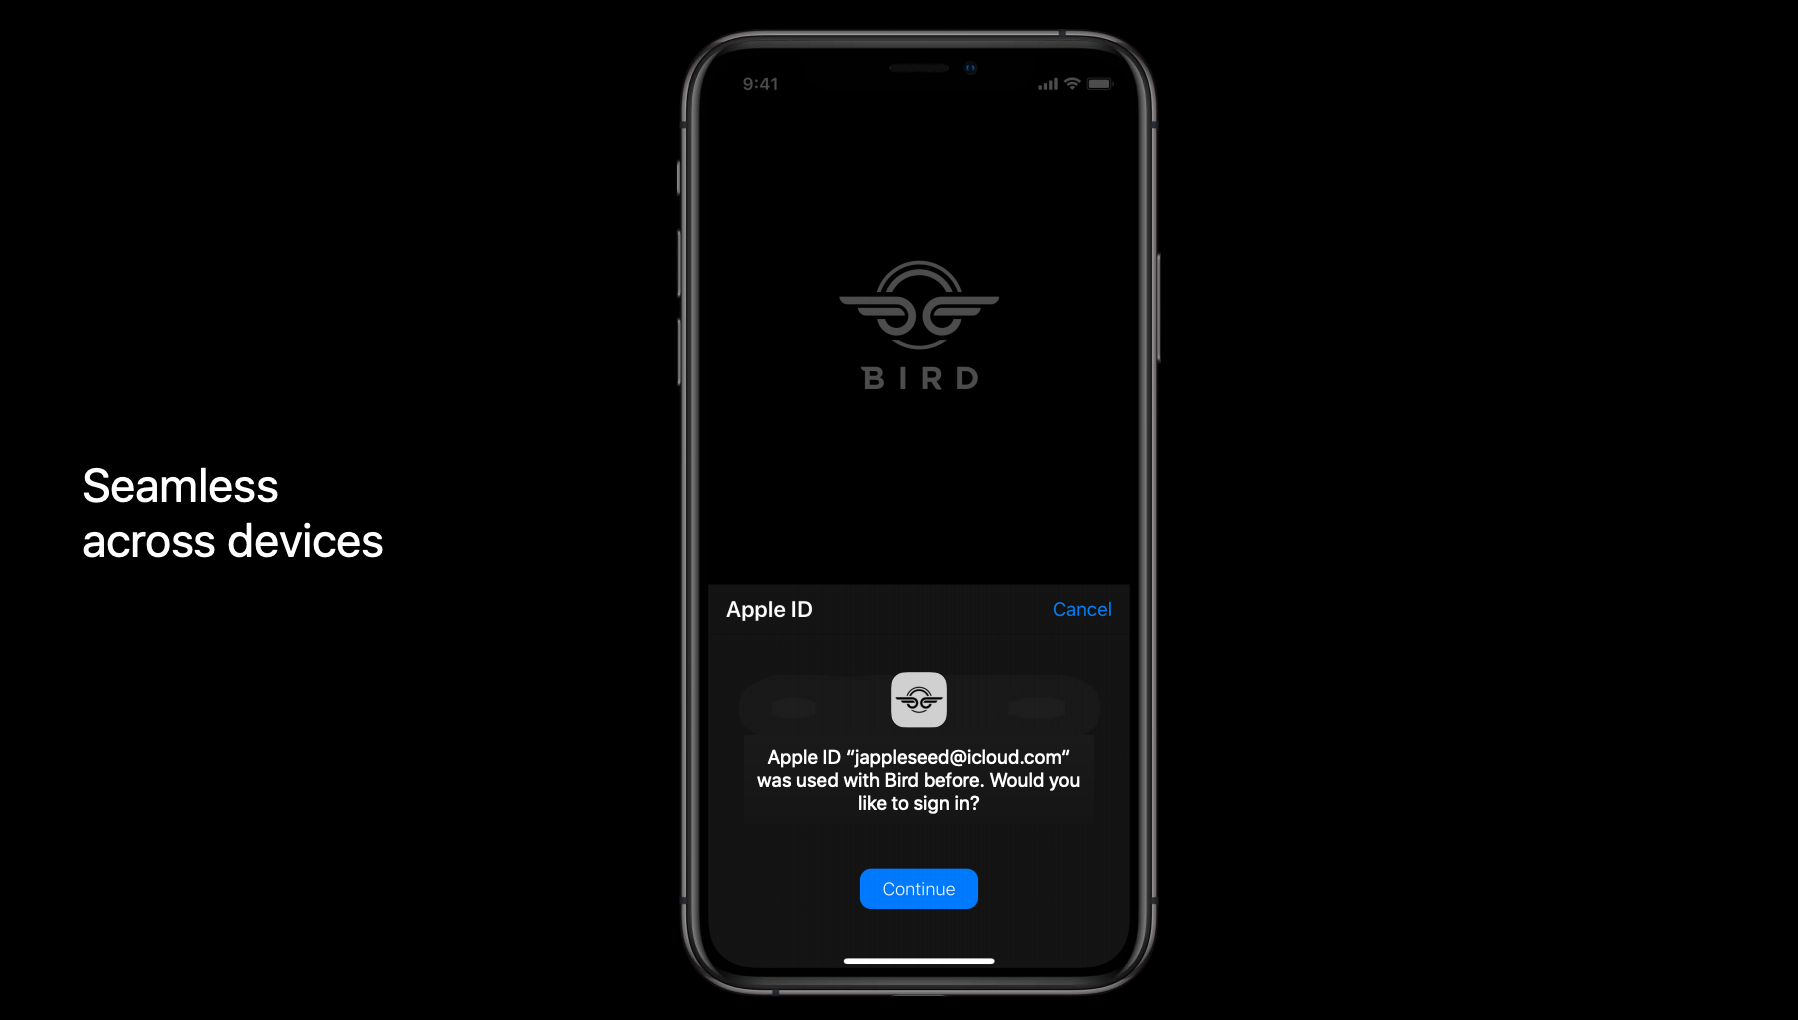 9:41
BIRD
Seamless
across devices
Apple ID
Cancel
Apple ID “jappleseed@icloud.com“
was used with Bird before. Would you
like to sign in?
Continue